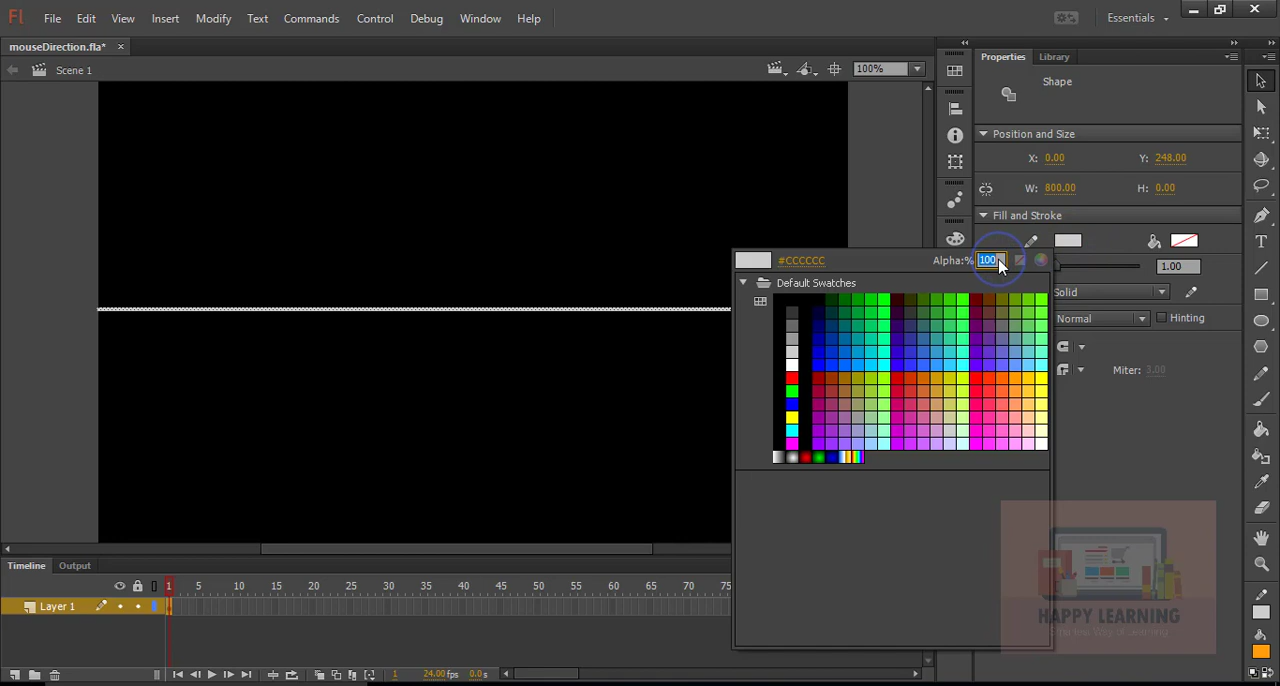 Fl File Edit View Insert Modify Text Commands Control Debug Window Help Essentials
mouseDirection.fla*
Scene 1 100%
Properties Library
Shape
Position and Size
X: 0.00 Y: 248.00
W: 800.00 H: 0.00
Fill and Stroke
#CCCCCC Alpha:% 100
1.00
Default Swatches
Solid
Normal Hinting
Miter: 3.00
HAPPY LEARNING
Timeline Output
1 5 10 15 20 25 30 35 40 45 50 55 60 65 70 75
Layer 1
1 24.00 fps 0.0 s